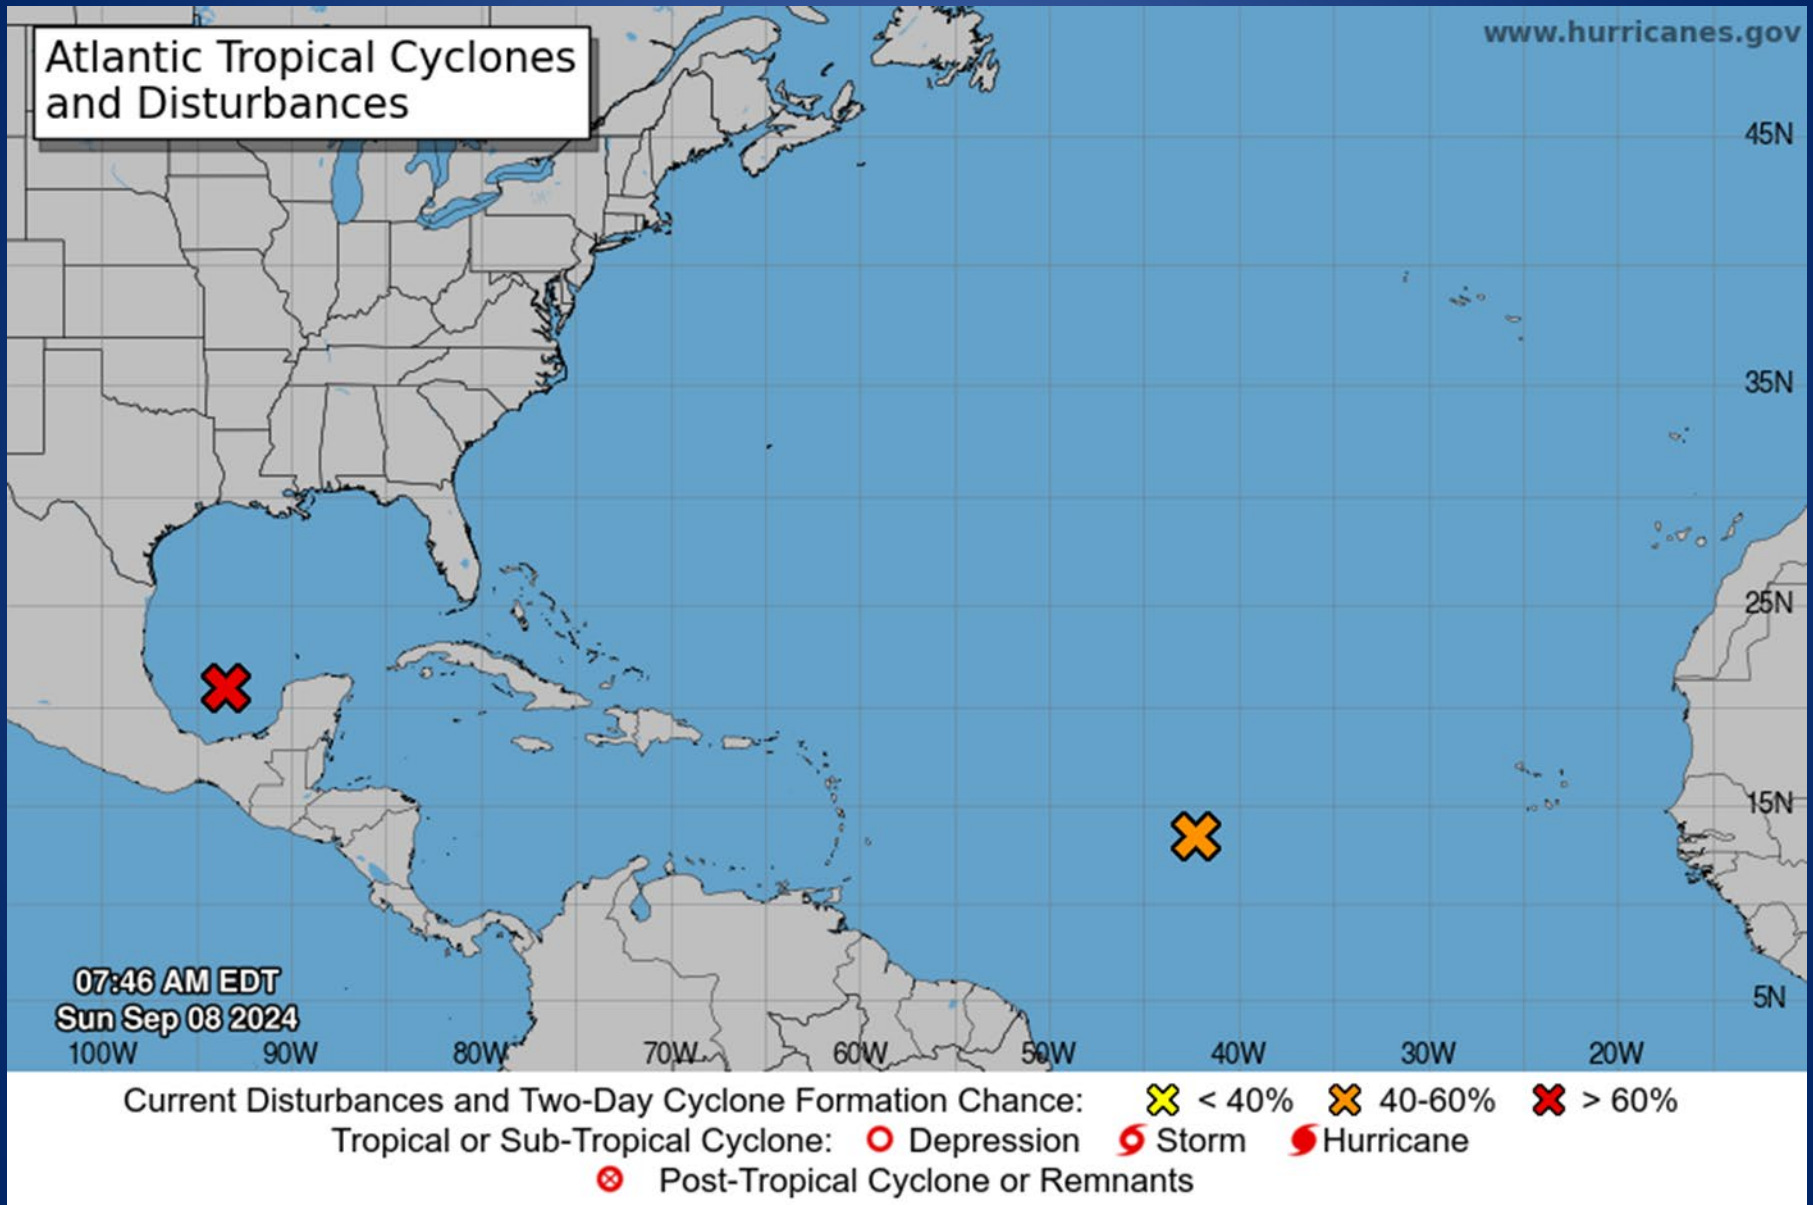 www.hurricanes.gov
Atlantic Tropical Cyclones
and Disturbances
45N
35N
25N
15N
5N
07:46 AM EDT
Sun Sep 08 2024
100W 90W 80W 70W 60W 50W 40W 30W 20W
Current Disturbances and Two-Day Cyclone Formation Chance: < 40% 40-60% > 60%
Tropical or Sub-Tropical Cyclone: Depression Storm Hurricane
Post-Tropical Cyclone or Remnants